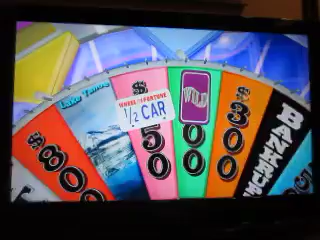 $800
Lake Tahoe
WHEEL OF FORTUNE
1/2 CAR
$
50
WILD
00
$300
BANKRU